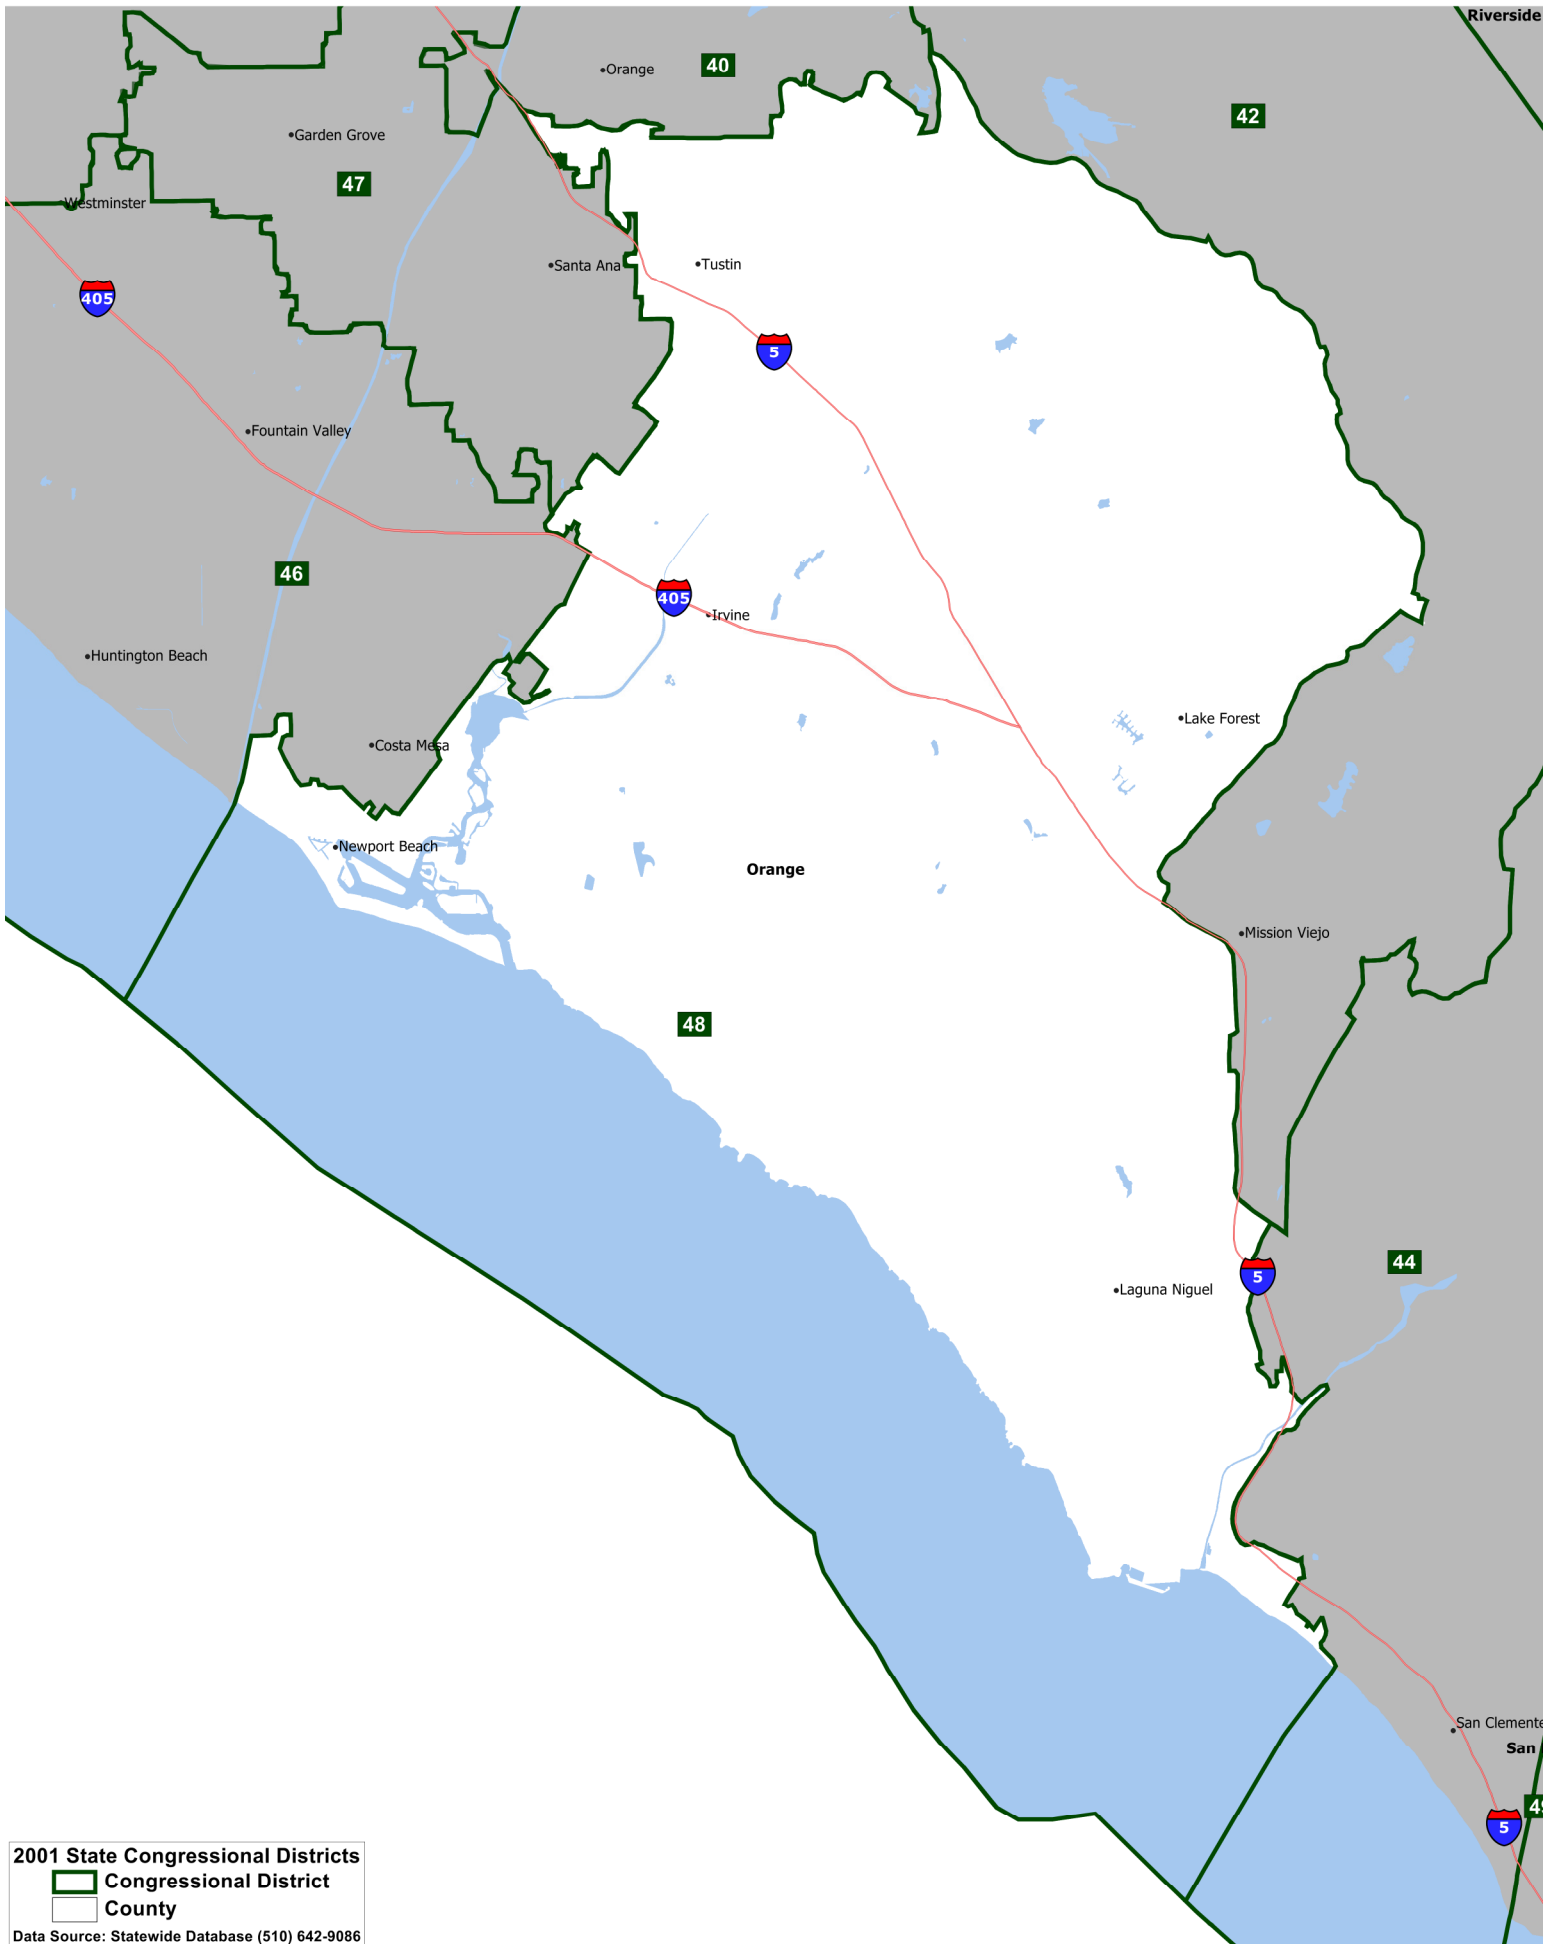 Riverside
40
Orange
42
Garden Grove
47
Westminster
Santa Ana
Tustin
405
5
Fountain Valley
46
405
Irvine
Huntington Beach
Lake Forest
Costa Mesa
Newport Beach
Orange
Mission Viejo
48
44
5
Laguna Niguel
San Clemente
San
49
5
2001 State Congressional Districts
Congressional District
County
Data Source: Statewide Database (510) 642-9086